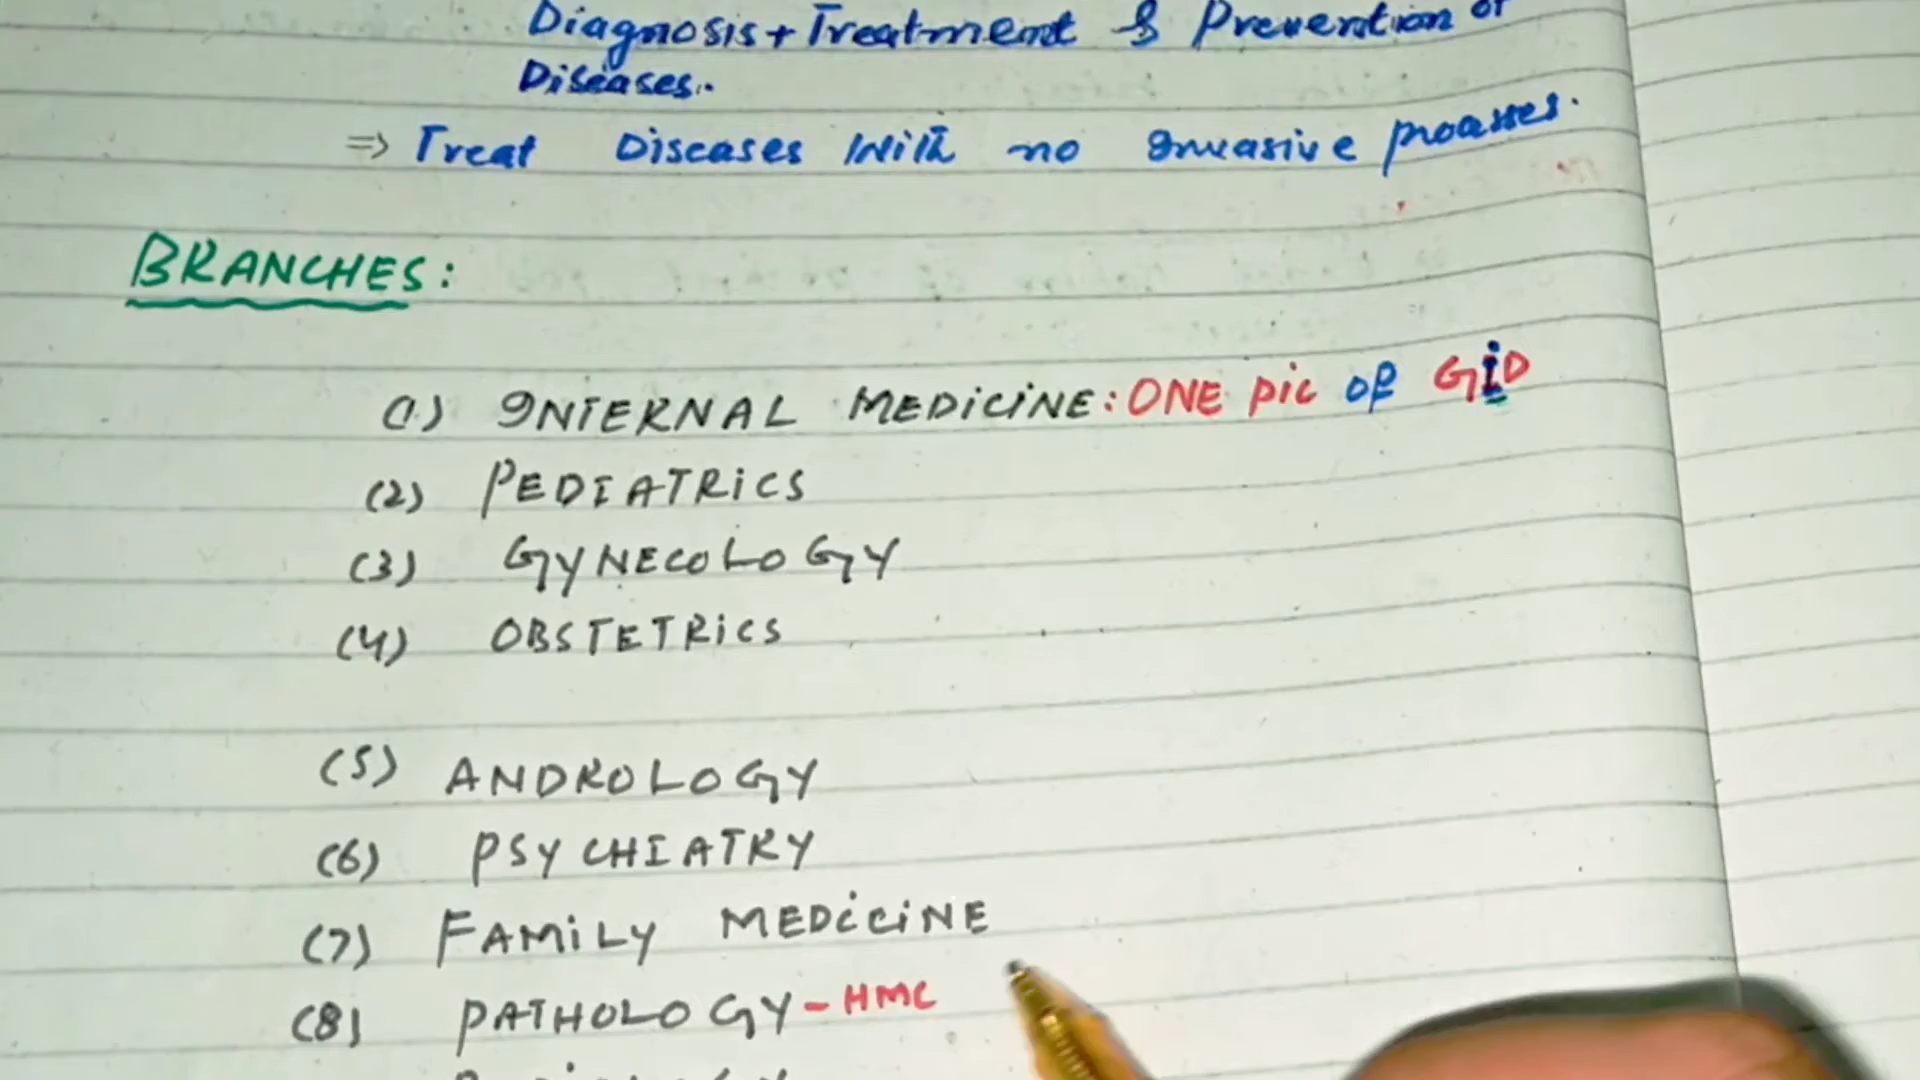 Diagnosis + Treatment & Prevention of
Diseases.
⇒ Treat Diseases With no Invasive processes.
BRANCHES:
(1) INTERNAL MEDICINE: ONE pic of GiD
(2) PEDIATRICS
(3) GYNECOLOGY
(4) OBSTETRICS
(5) ANDROLOGY
(6) PSYCHIATRY
(7) FAMILY MEDICINE
(8) PATHOLOGY - HMC